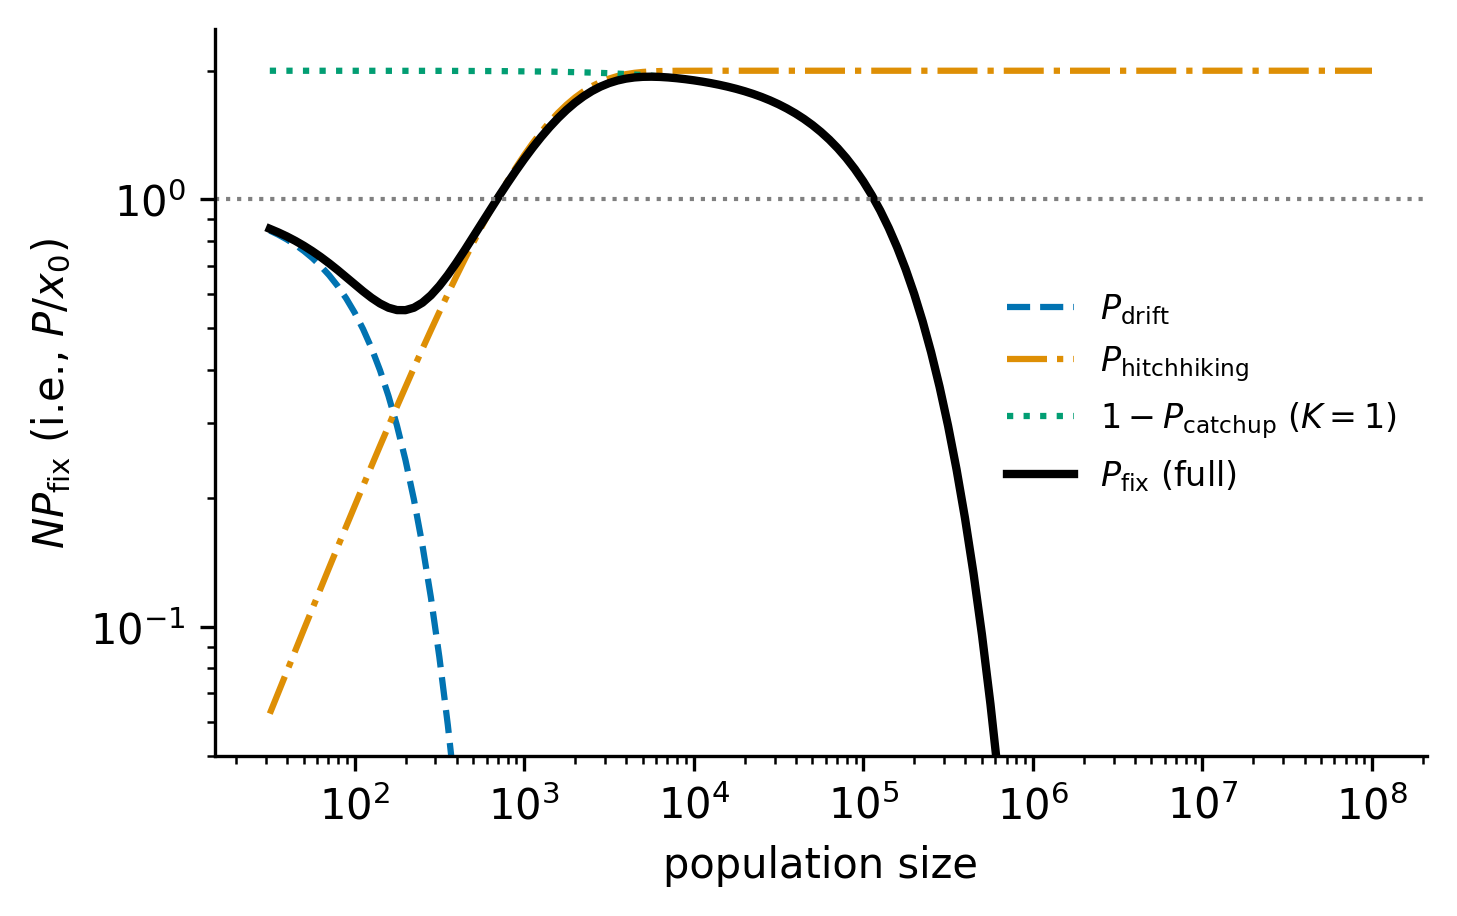 NP_fix (i.e., P/x_0)
10^0
10^{-1}
P_drift
P_hitchhiking
1 − P_catchup (K = 1)
P_fix (full)
10^2 10^3 10^4 10^5 10^6 10^7 10^8
population size